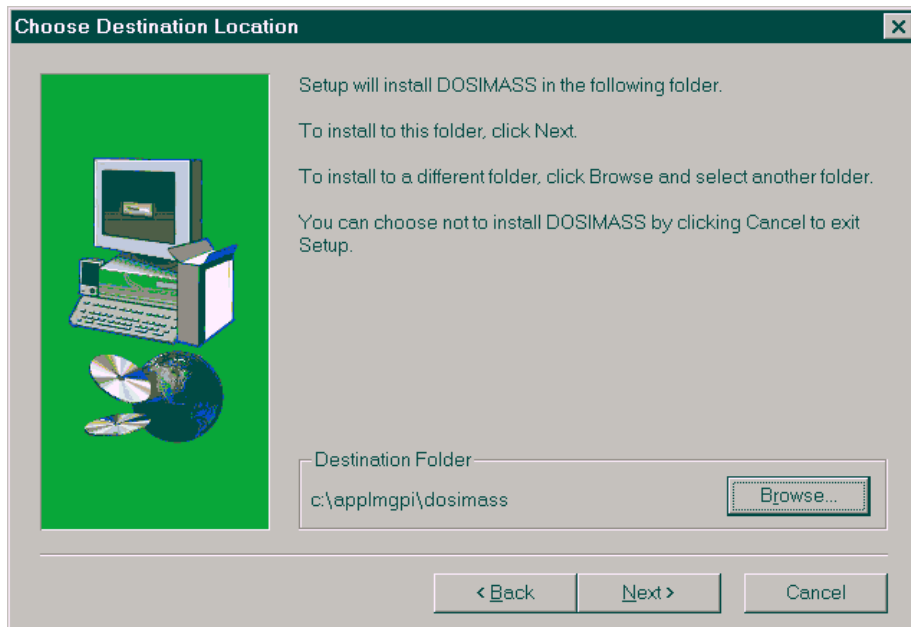 Choose Destination Location
Setup will install DOSIMASS in the following folder.
To install to this folder, click Next.
To install to a different folder, click Browse and select another folder.
You can choose not to install DOSIMASS by clicking Cancel to exit
Setup.
Destination Folder
c:\applmgpi\dosimass
Browse...
< Back
Next >
Cancel